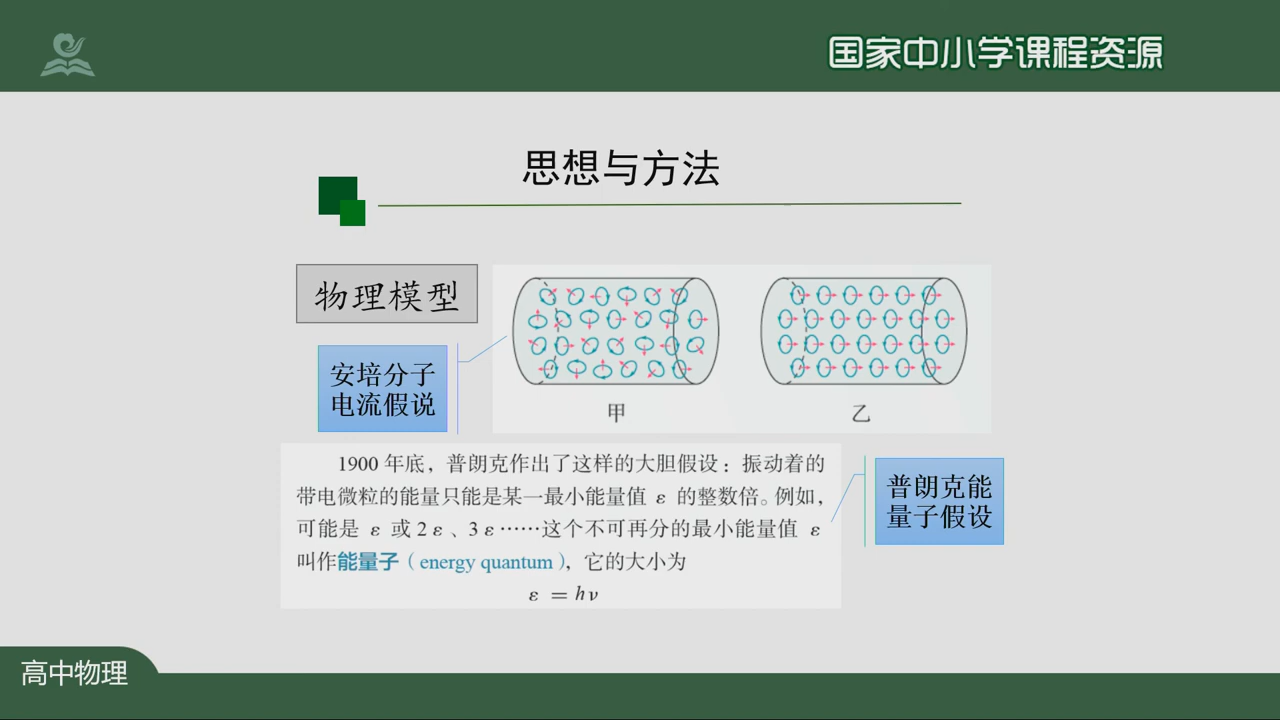 国家中小学课程资源
思想与方法
物理模型
安培分子
电流假说
甲
乙
1900 年底，普朗克作出了这样的大胆假设：振动着的
带电微粒的能量只能是某一最小能量值 ε 的整数倍。例如，
可能是 ε 或 2ε、3ε……这个不可再分的最小能量值 ε
叫作能量子（energy quantum），它的大小为
ε = hν
普朗克能
量子假设
高中物理